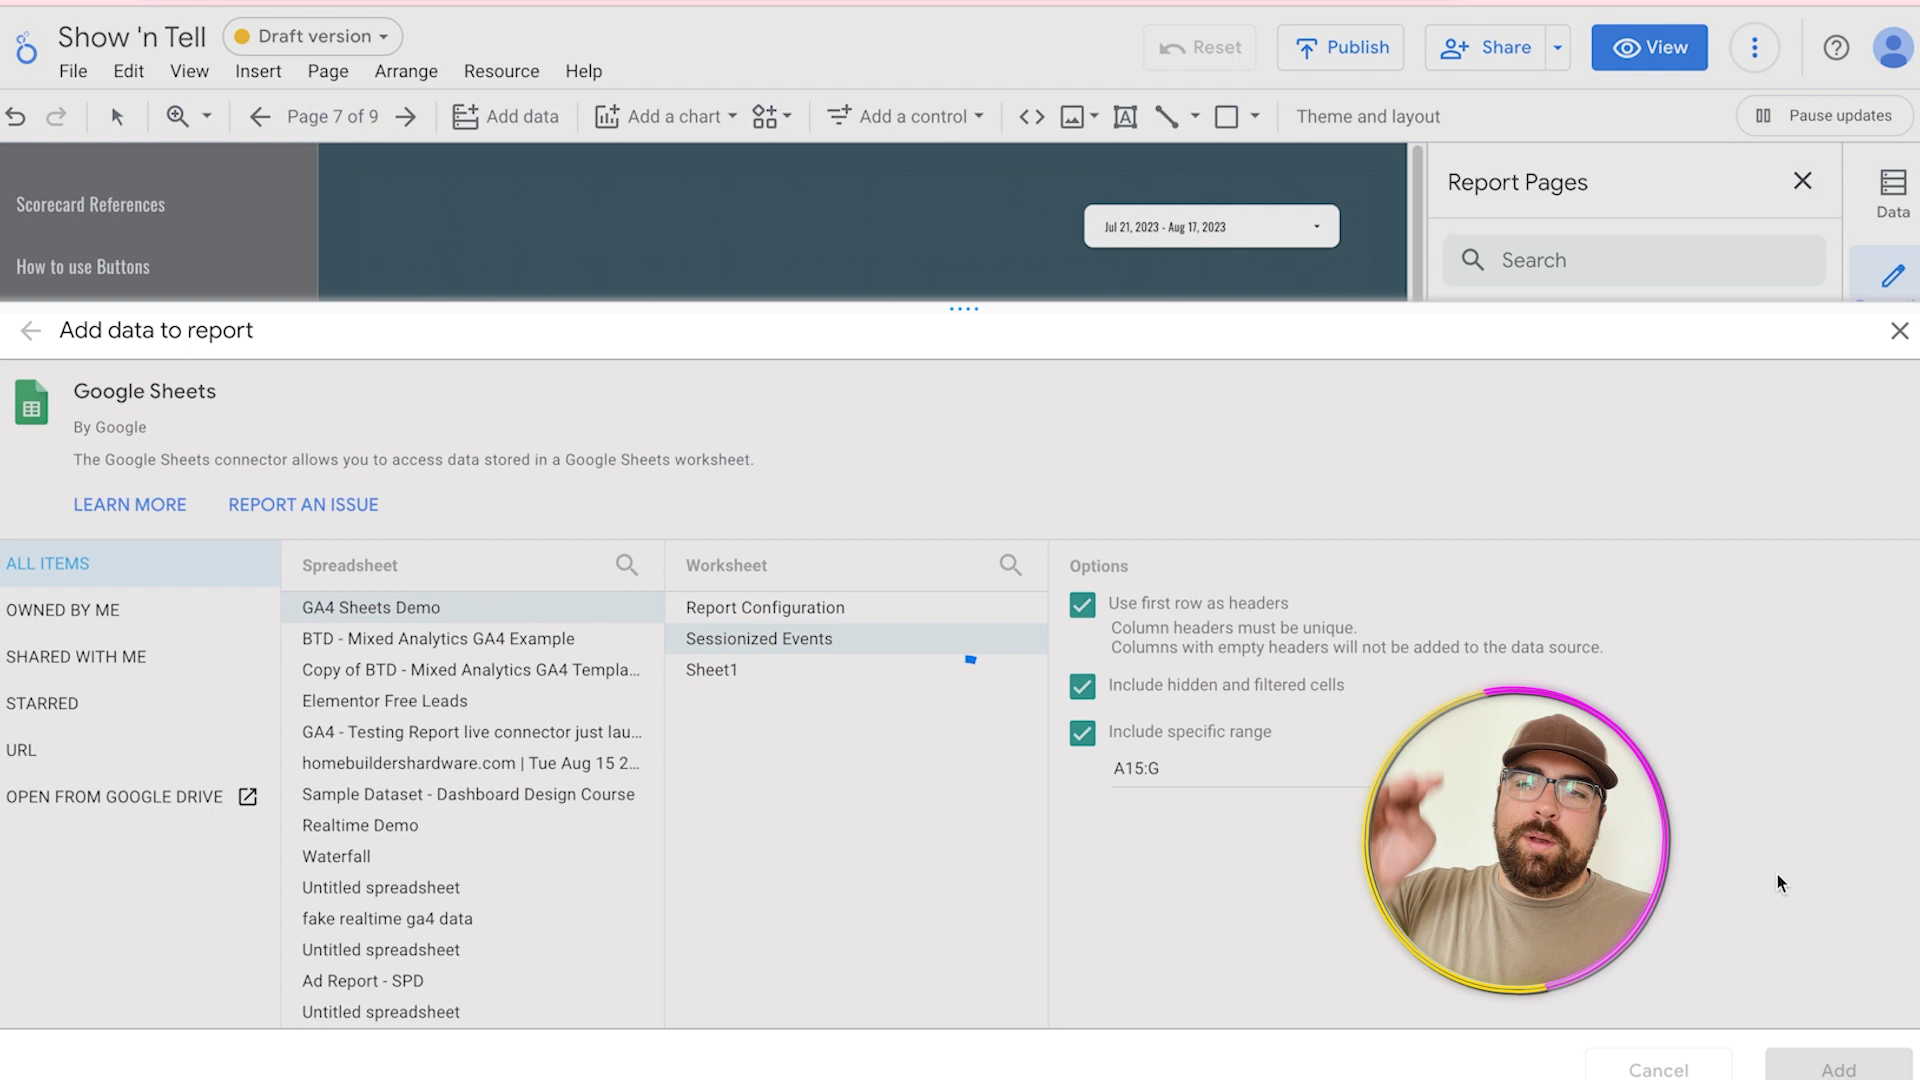 Show 'n Tell
Draft version
Reset
Publish
Share
View
File Edit View Insert Page Arrange Resource Help
Page 7 of 9
Add data
Add a chart
Add a control
Theme and layout
Pause updates
Scorecard References
How to use Buttons
Jul 21, 2023 - Aug 17, 2023
Report Pages
Search
Data
Add data to report
Google Sheets
By Google
The Google Sheets connector allows you to access data stored in a Google Sheets worksheet.
LEARN MORE
REPORT AN ISSUE
ALL ITEMS
OWNED BY ME
SHARED WITH ME
STARRED
URL
OPEN FROM GOOGLE DRIVE
Spreadsheet
GA4 Sheets Demo
BTD - Mixed Analytics GA4 Example
Copy of BTD - Mixed Analytics GA4 Templa...
Elementor Free Leads
GA4 - Testing Report live connector just lau...
homebuildershardware.com | Tue Aug 15 2...
Sample Dataset - Dashboard Design Course
Realtime Demo
Waterfall
Untitled spreadsheet
fake realtime ga4 data
Untitled spreadsheet
Ad Report - SPD
Untitled spreadsheet
Worksheet
Report Configuration
Sessionized Events
Sheet1
Options
Use first row as headers
Column headers must be unique.
Columns with empty headers will not be added to the data source.
Include hidden and filtered cells
Include specific range
A15:G
Cancel
Add